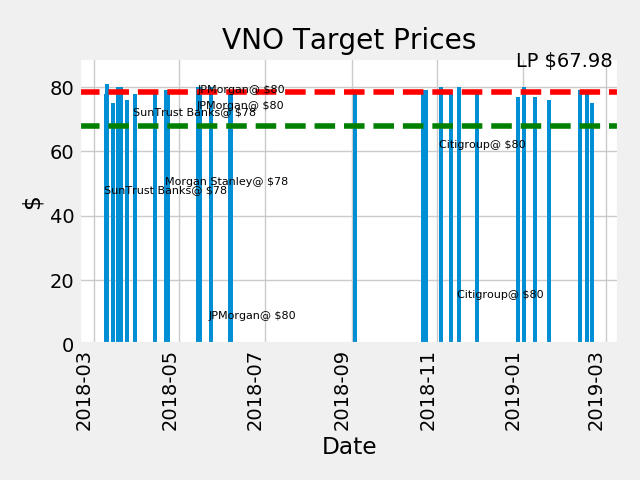 VNO Target Prices
LP $67.98
80
JPMorgan@ $80
JPMorgan@ $80
SunTrust Banks@ $78
60
Citigroup@ $80
Morgan Stanley@ $78
SunTrust Banks@ $78
$
40
20
Citigroup@ $80
JPMorgan@ $80
0
2018-03
2018-05
2018-07
2018-09
2018-11
2019-01
2019-03
Date